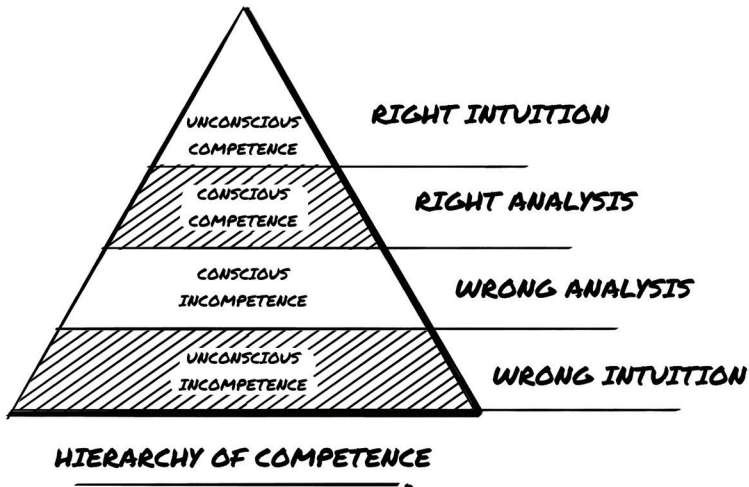 UNCONSCIOUS
COMPETENCE
RIGHT INTUITION
CONSCIOUS
COMPETENCE
RIGHT ANALYSIS
CONSCIOUS
INCOMPETENCE
WRONG ANALYSIS
UNCONSCIOUS
INCOMPETENCE
WRONG INTUITION
HIERARCHY OF COMPETENCE